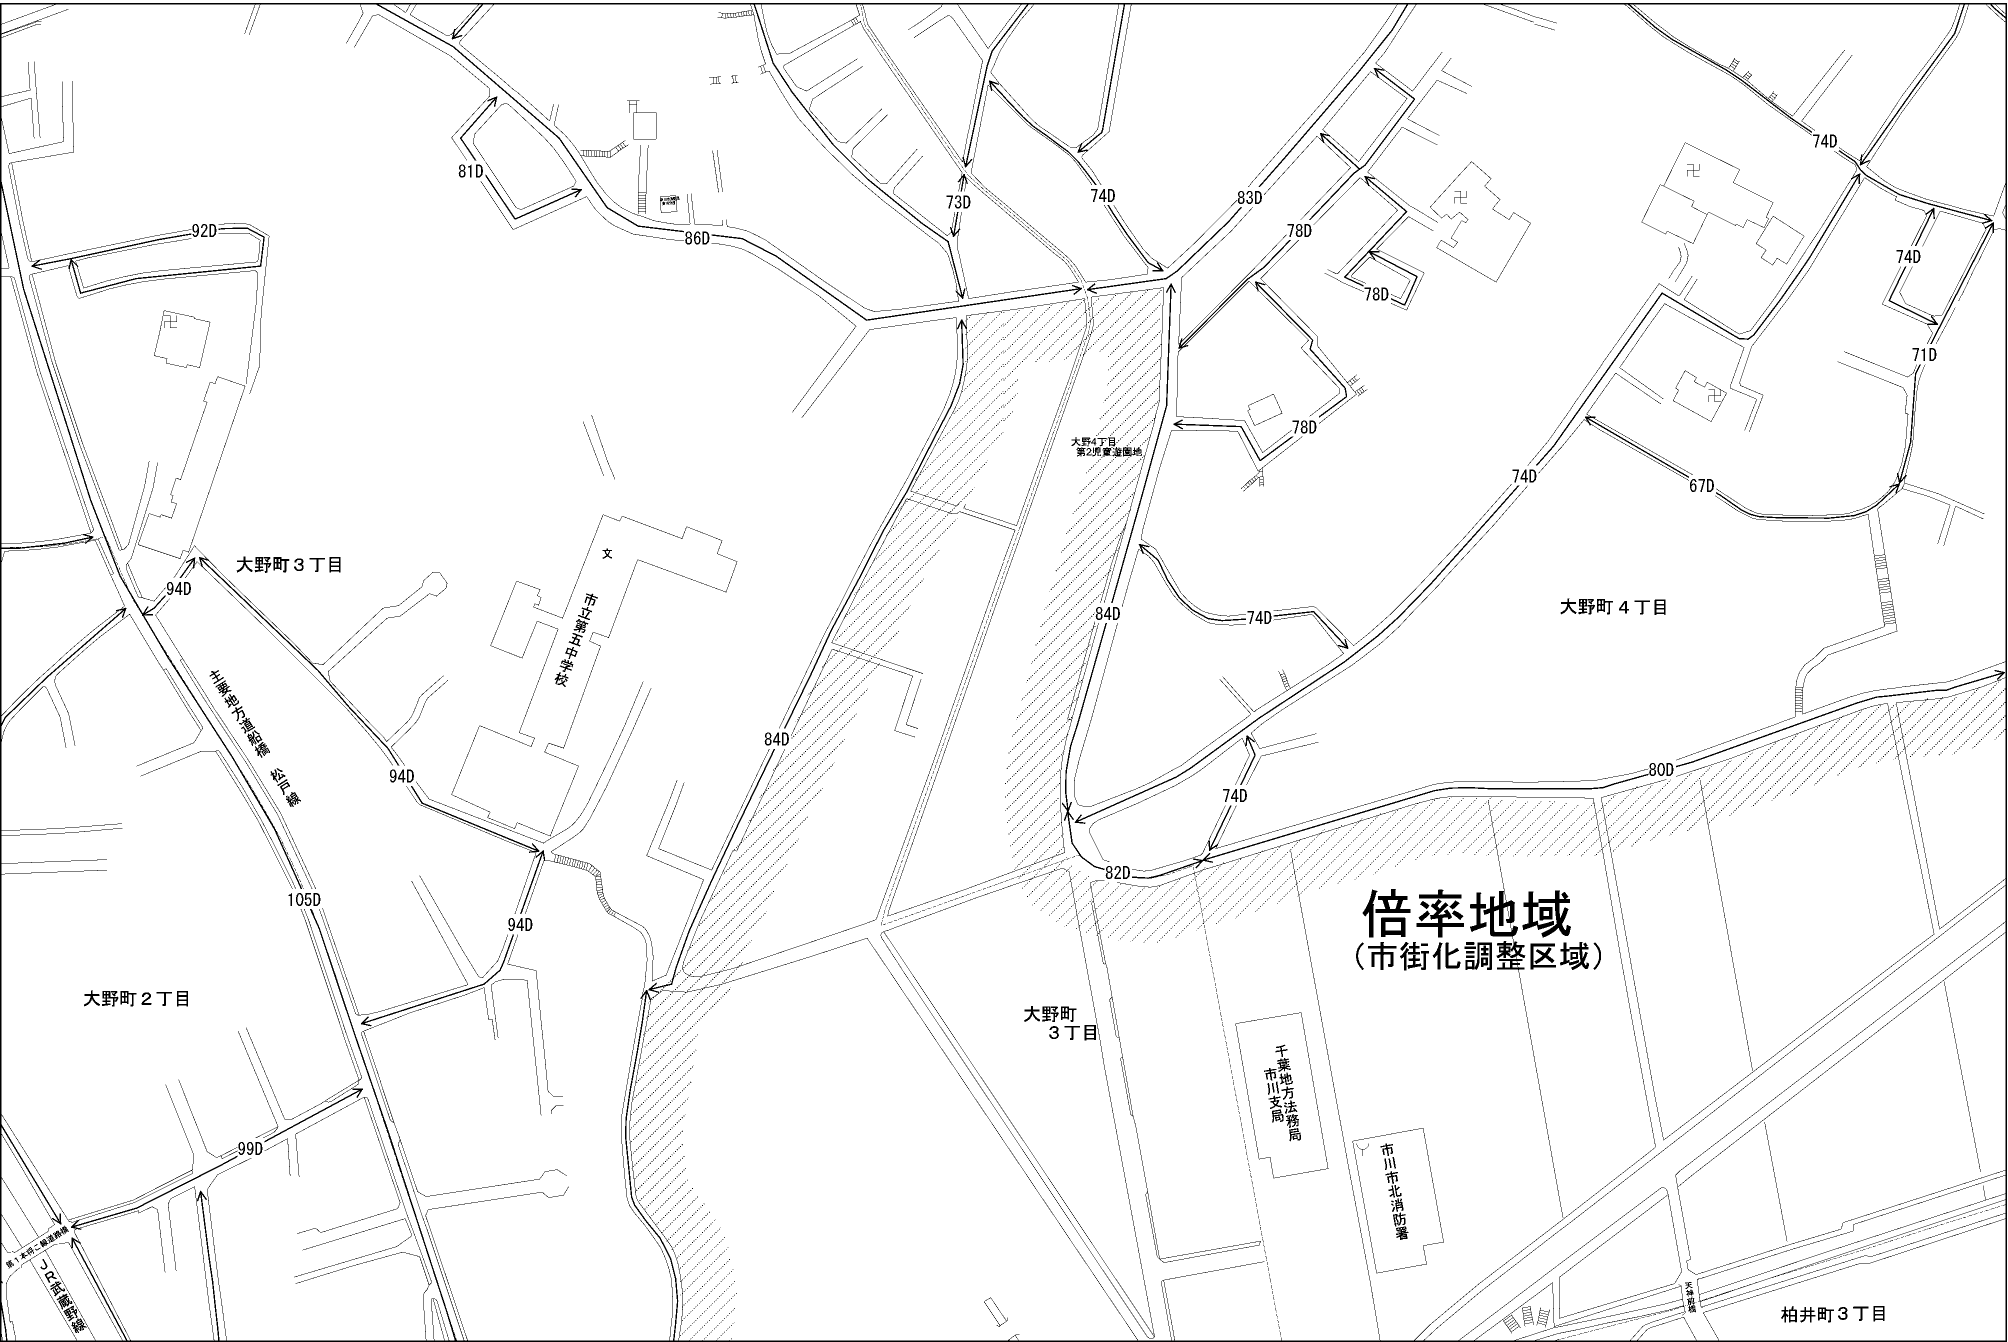 74D
81D
73D
74D
83D
92D
86D
78D
74D
78D
71D
78D
大野4丁目
第2児童遊園地
74D
67D
文
大野町３丁目
94D
市立第五中学校
84D
74D
大野町４丁目
主要地方道船橋　松戸線
84D
94D
80D
74D
82D
105D
94D
倍率地域
（市街化調整区域）
大野町２丁目
大野町
３丁目
千葉地方法務局
市川支局
99D
市川市北消防署
ＪＲ武蔵野線
天神前橋
柏井町３丁目